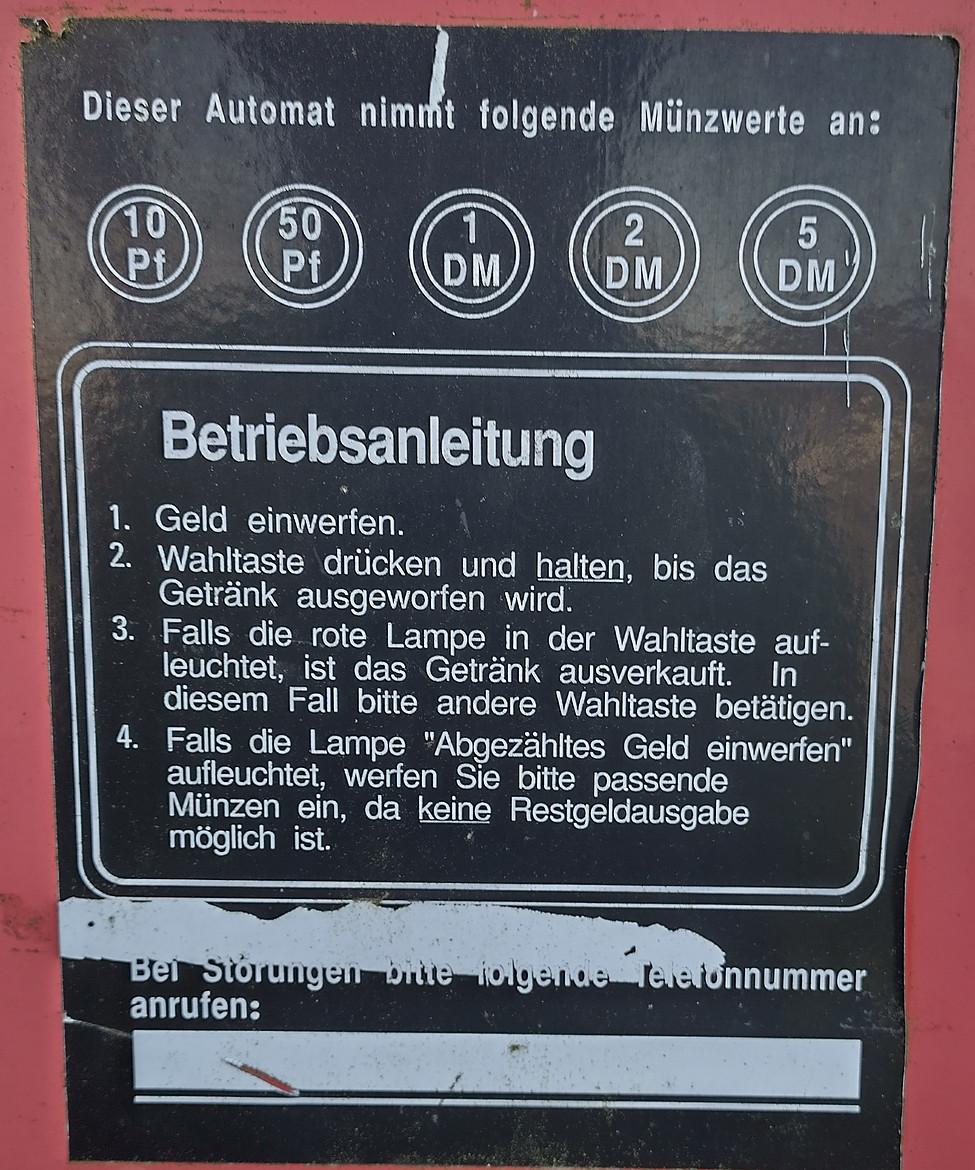 Dieser Automat nimmt folgende Münzwerte an:
10 Pf 50 Pf 1 DM 2 DM 5 DM
Betriebsanleitung
1. Geld einwerfen.
2. Wahltaste drücken und halten, bis das
Getränk ausgeworfen wird.
3. Falls die rote Lampe in der Wahltaste auf-
leuchtet, ist das Getränk ausverkauft. In
diesem Fall bitte andere Wahltaste betätigen.
4. Falls die Lampe "Abgezähltes Geld einwerfen"
aufleuchtet, werfen Sie bitte passende
Münzen ein, da keine Restgeldausgabe
möglich ist.
Bei Störungen bitte folgende Telefonnummer
anrufen: